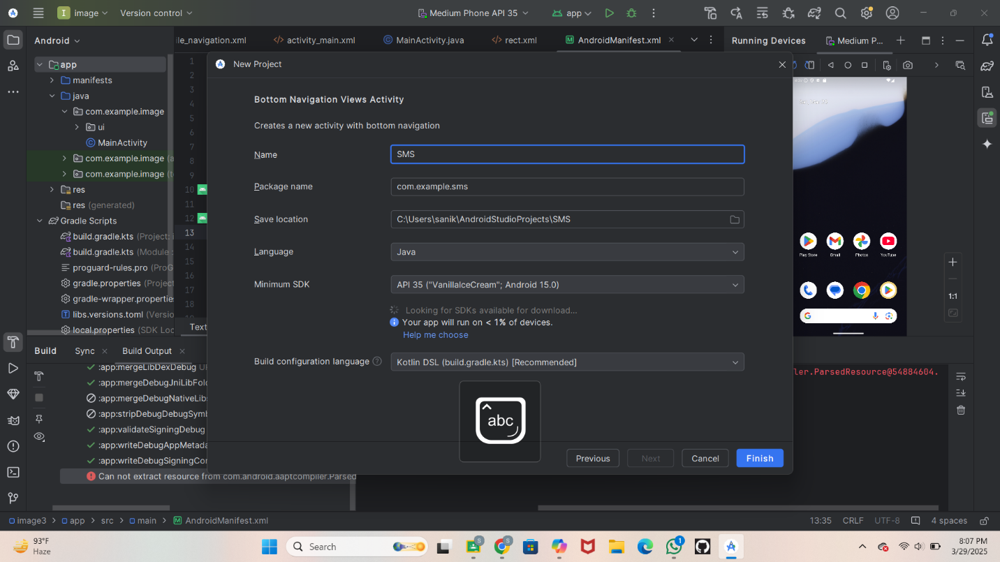 I image Version control Medium Phone API 35 app
Android
le_navigation.xml activity_main.xml MainActivity.java rect.xml AndroidManifest.xml
Running Devices Medium P...
app
manifests
java
com.example.image
ui
MainActivity
com.example.image
com.example.image
res
res (generated)
Gradle Scripts
build.gradle.kts (Project: i
build.gradle.kts (Module :
proguard-rules.pro (ProG
gradle.properties (Project
gradle-wrapper.properties
libs.versions.toml (Version
local.properties (SDK Loc
1
2
3
4
5
6
7
8
9
10
11
12
13
14
15
16
17
18
Text
New Project
Bottom Navigation Views Activity
Creates a new activity with bottom navigation
Name SMS
Package name com.example.sms
Save location C:\Users\sanik\AndroidStudioProjects\SMS
Language Java
Minimum SDK API 35 ("VanillaIceCream"; Android 15.0)
Looking for SDKs available for download...
Your app will run on < 1% of devices.
Help me choose
Build configuration language Kotlin DSL (build.gradle.kts) [Recommended]
abc
Previous Next Cancel Finish
Play Store Gmail Photos YouTube
1:1
Build Sync Build Output
:app:mergeLibDexDebug
:app:mergeDebugJniLibFol
:app:mergeDebugNativeLib
:app:stripDebugDebugSym
:app:validateSigningDebug
:app:writeDebugAppMetada
:app:writeDebugSigningCon
Can not extract resource from com.android.aaptcompiler.Parsed
ler.ParsedResource@54884604.
image3 app src main AndroidManifest.xml
13:35 CRLF UTF-8 4 spaces
93°F
Haze
Search
S
S
1
8:07 PM
3/29/2025